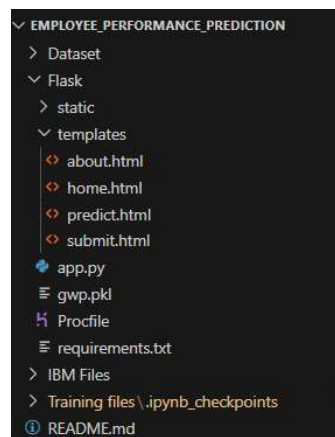 EMPLOYEE_PERFORMANCE_PREDICTION
Dataset
Flask
static
templates
about.html
home.html
predict.html
submit.html
app.py
gwp.pkl
Procfile
requirements.txt
IBM Files
Training files\.ipynb_checkpoints
README.md